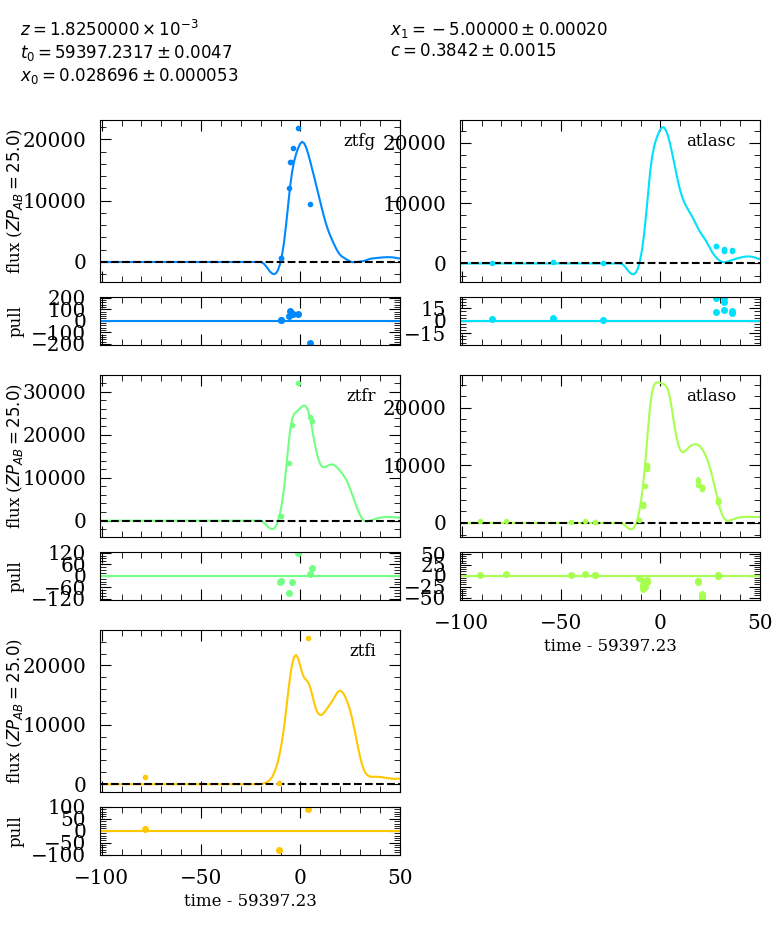 z = 1.8250000 × 10⁻³
t₀ = 59397.2317 ± 0.0047
x₀ = 0.028696 ± 0.000053
x₁ = −5.00000 ± 0.00020
c = 0.3842 ± 0.0015
ztfg
flux (ZP_AB = 25.0)
20000
10000
0
pull
200
100
0
−100
−200
atlasc
20000
10000
0
15
0
−15
ztfr
flux (ZP_AB = 25.0)
30000
20000
10000
0
pull
120
60
0
−60
−120
atlaso
20000
10000
0
50
25
0
−25
−50
−100 −50 0 50
time - 59397.23
ztfi
flux (ZP_AB = 25.0)
20000
10000
0
pull
100
50
0
−50
−100
−100 −50 0 50
time - 59397.23